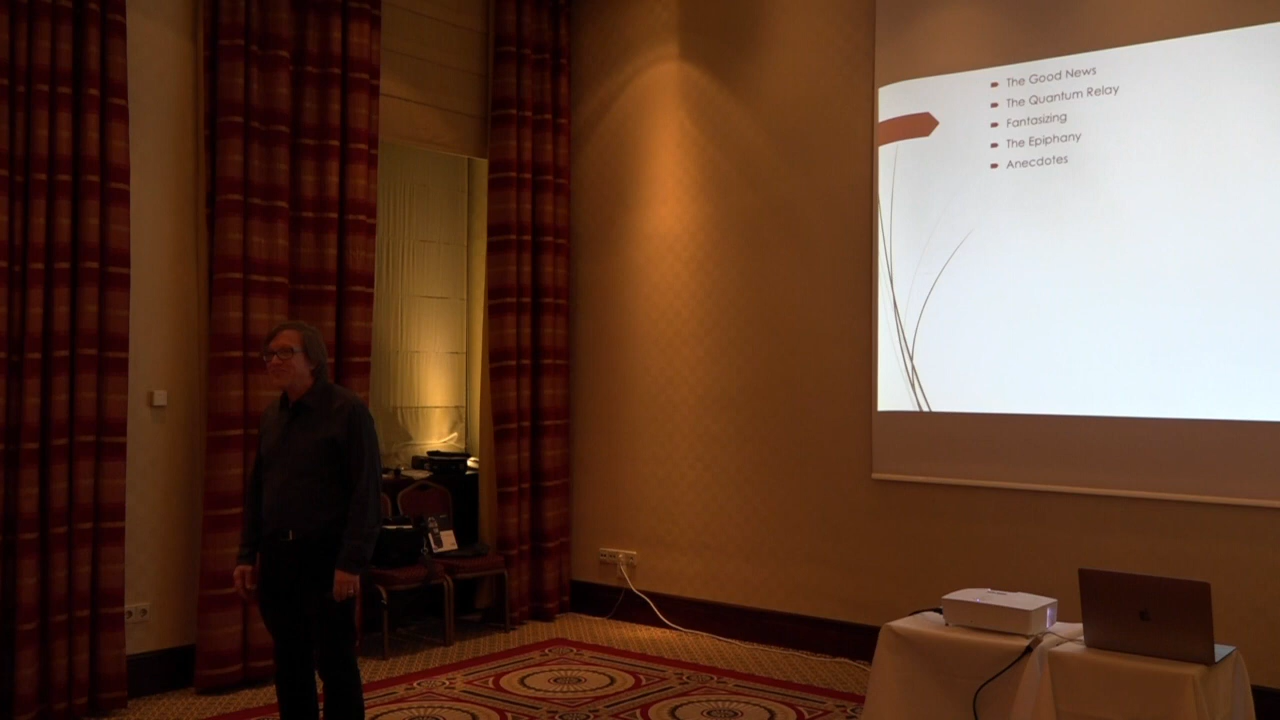 The Good News
The Quantum Relay
Fantasizing
The Epiphany
Anecdotes